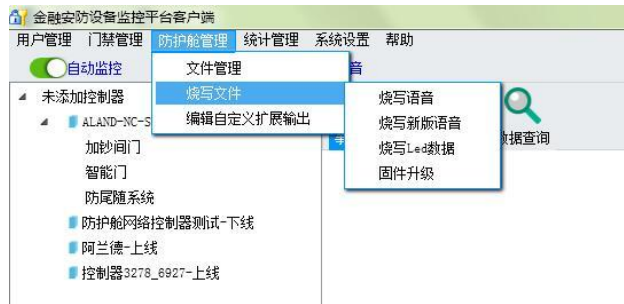 金融安防设备监控平台客户端
用户管理 门禁管理 防护舱管理 统计管理 系统设置 帮助
自动监控 音
文件管理
烧写文件
编辑自定义扩展输出
烧写语音
烧写新版语音
烧写Led数据
固件升级
数据查询
未添加控制器
ALAND-NC-S
加钞间门
智能门
防尾随系统
防护舱网络控制器测试-下线
阿兰德-上线
控制器3278_6927-上线